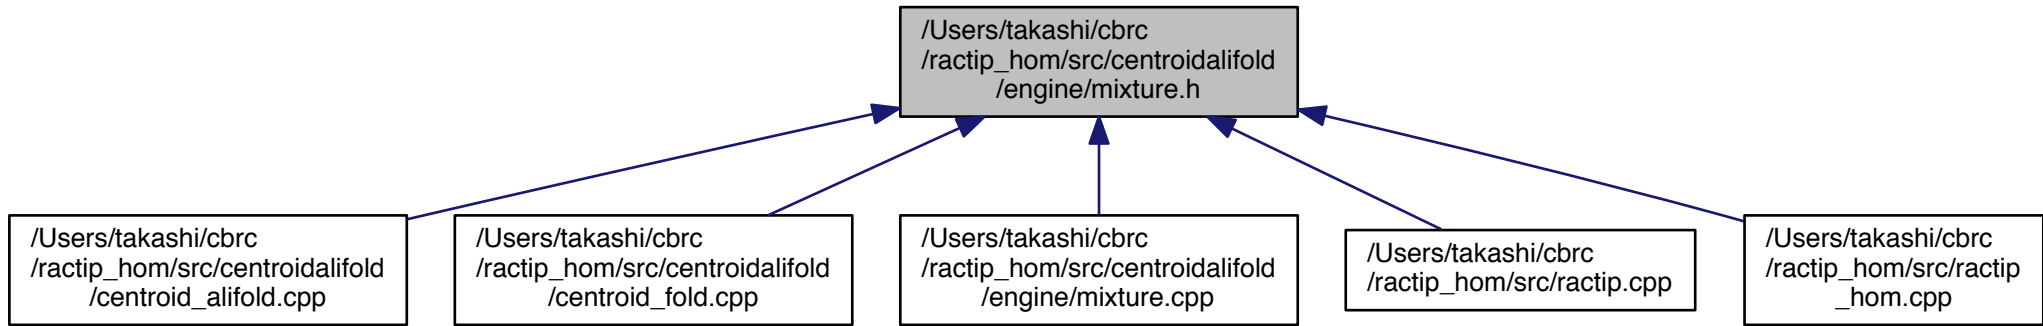 /Users/takashi/cbrc
/ractip_hom/src/centroidalifold
/engine/mixture.h
/Users/takashi/cbrc
/ractip_hom/src/centroidalifold
/centroid_alifold.cpp
/Users/takashi/cbrc
/ractip_hom/src/centroidalifold
/centroid_fold.cpp
/Users/takashi/cbrc
/ractip_hom/src/centroidalifold
/engine/mixture.cpp
/Users/takashi/cbrc
/ractip_hom/src/ractip.cpp
/Users/takashi/cbrc
/ractip_hom/src/ractip
_hom.cpp